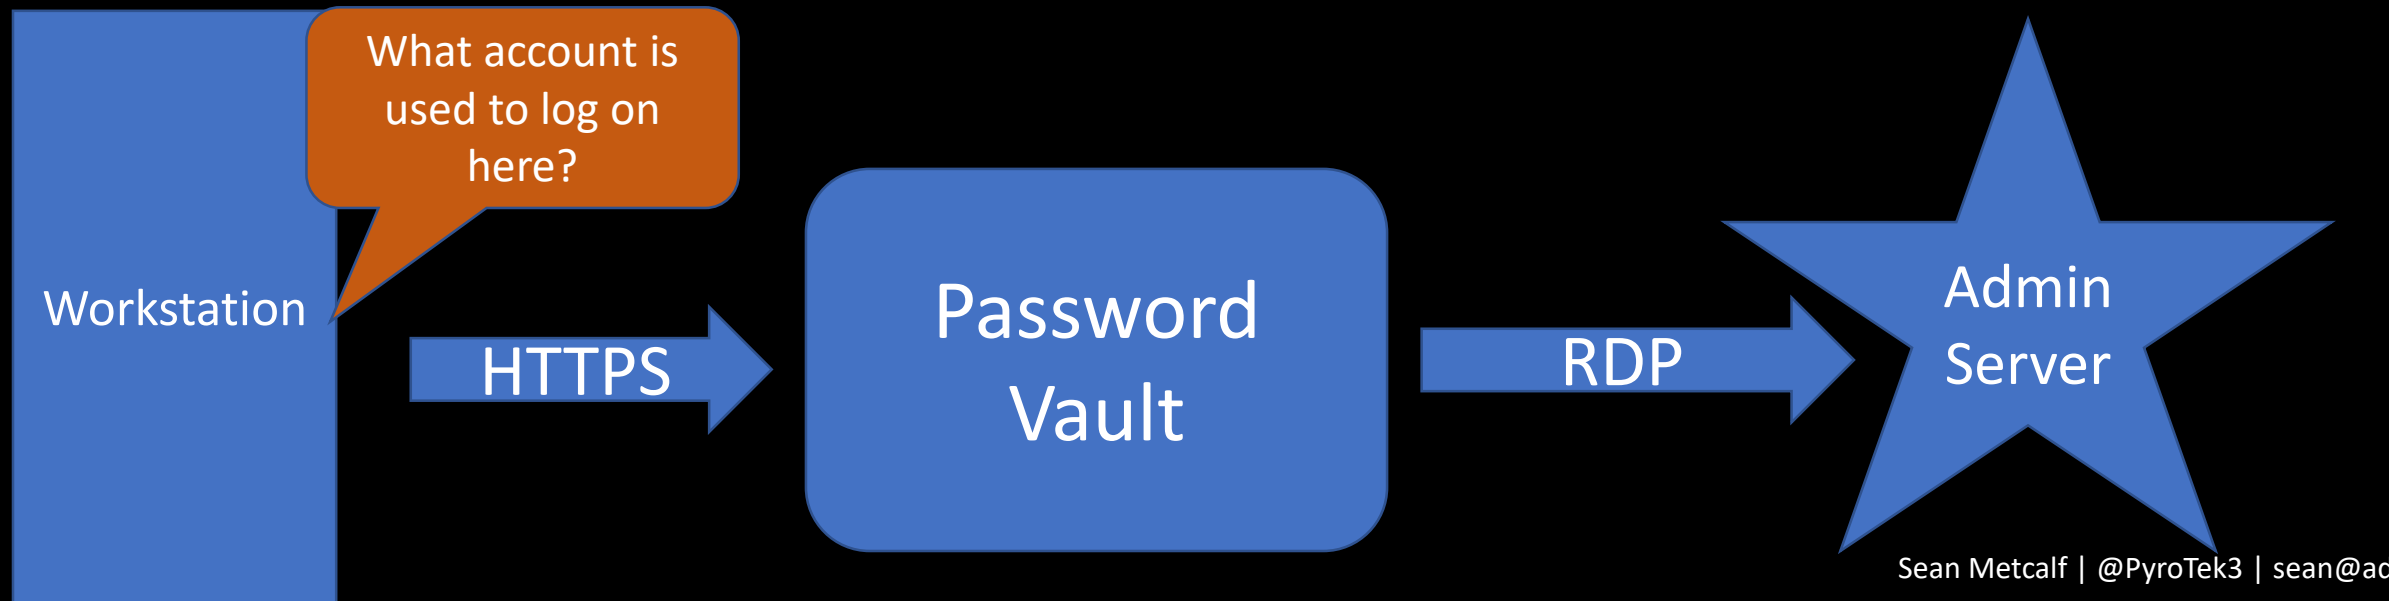 What account is
used to log on
here?
Workstation
HTTPS
Password
Vault
RDP
Admin
Server
Sean Metcalf | @PyroTek3 | sean@ad